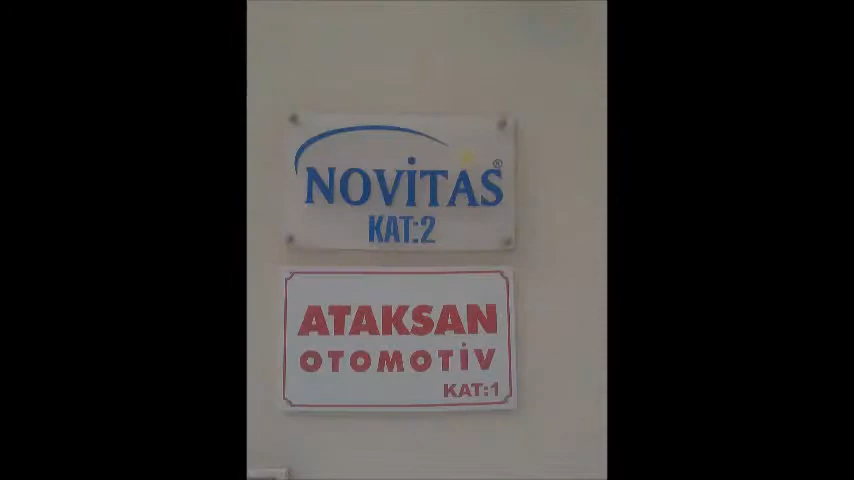 NOVİTAS®
KAT:2
ATAKSAN
OTOMOTİV
KAT:1